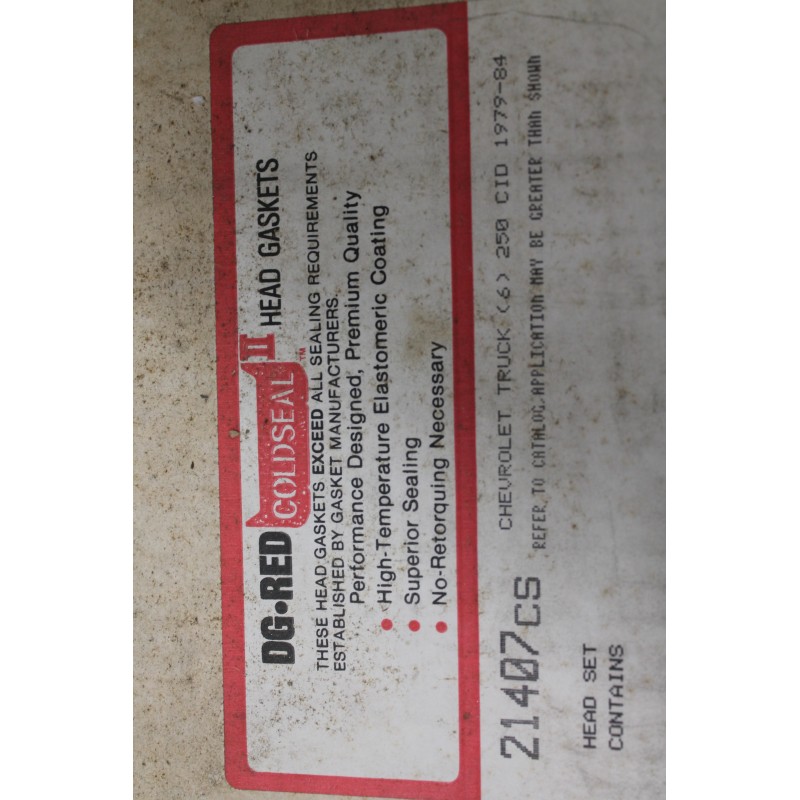 DG•RED COLDSEAL II™ HEAD GASKETS
THESE HEAD GASKETS EXCEED ALL SEALING REQUIREMENTS
ESTABLISHED BY GASKET MANUFACTURERS.
Performance Designed, Premium Quality
• High-Temperature Elastomeric Coating
• Superior Sealing
• No-Retorquing Necessary
21407CS CHEVROLET TRUCK (6) 250 CID 1979-84
REFER TO CATALOG,APPLICATION MAY BE GREATER THAN SHOWN
HEAD SET
CONTAINS